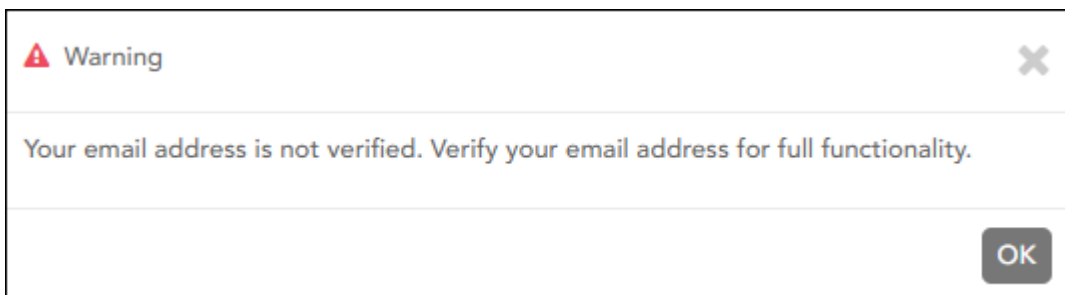 Warning
Your email address is not verified. Verify your email address for full functionality.
OK